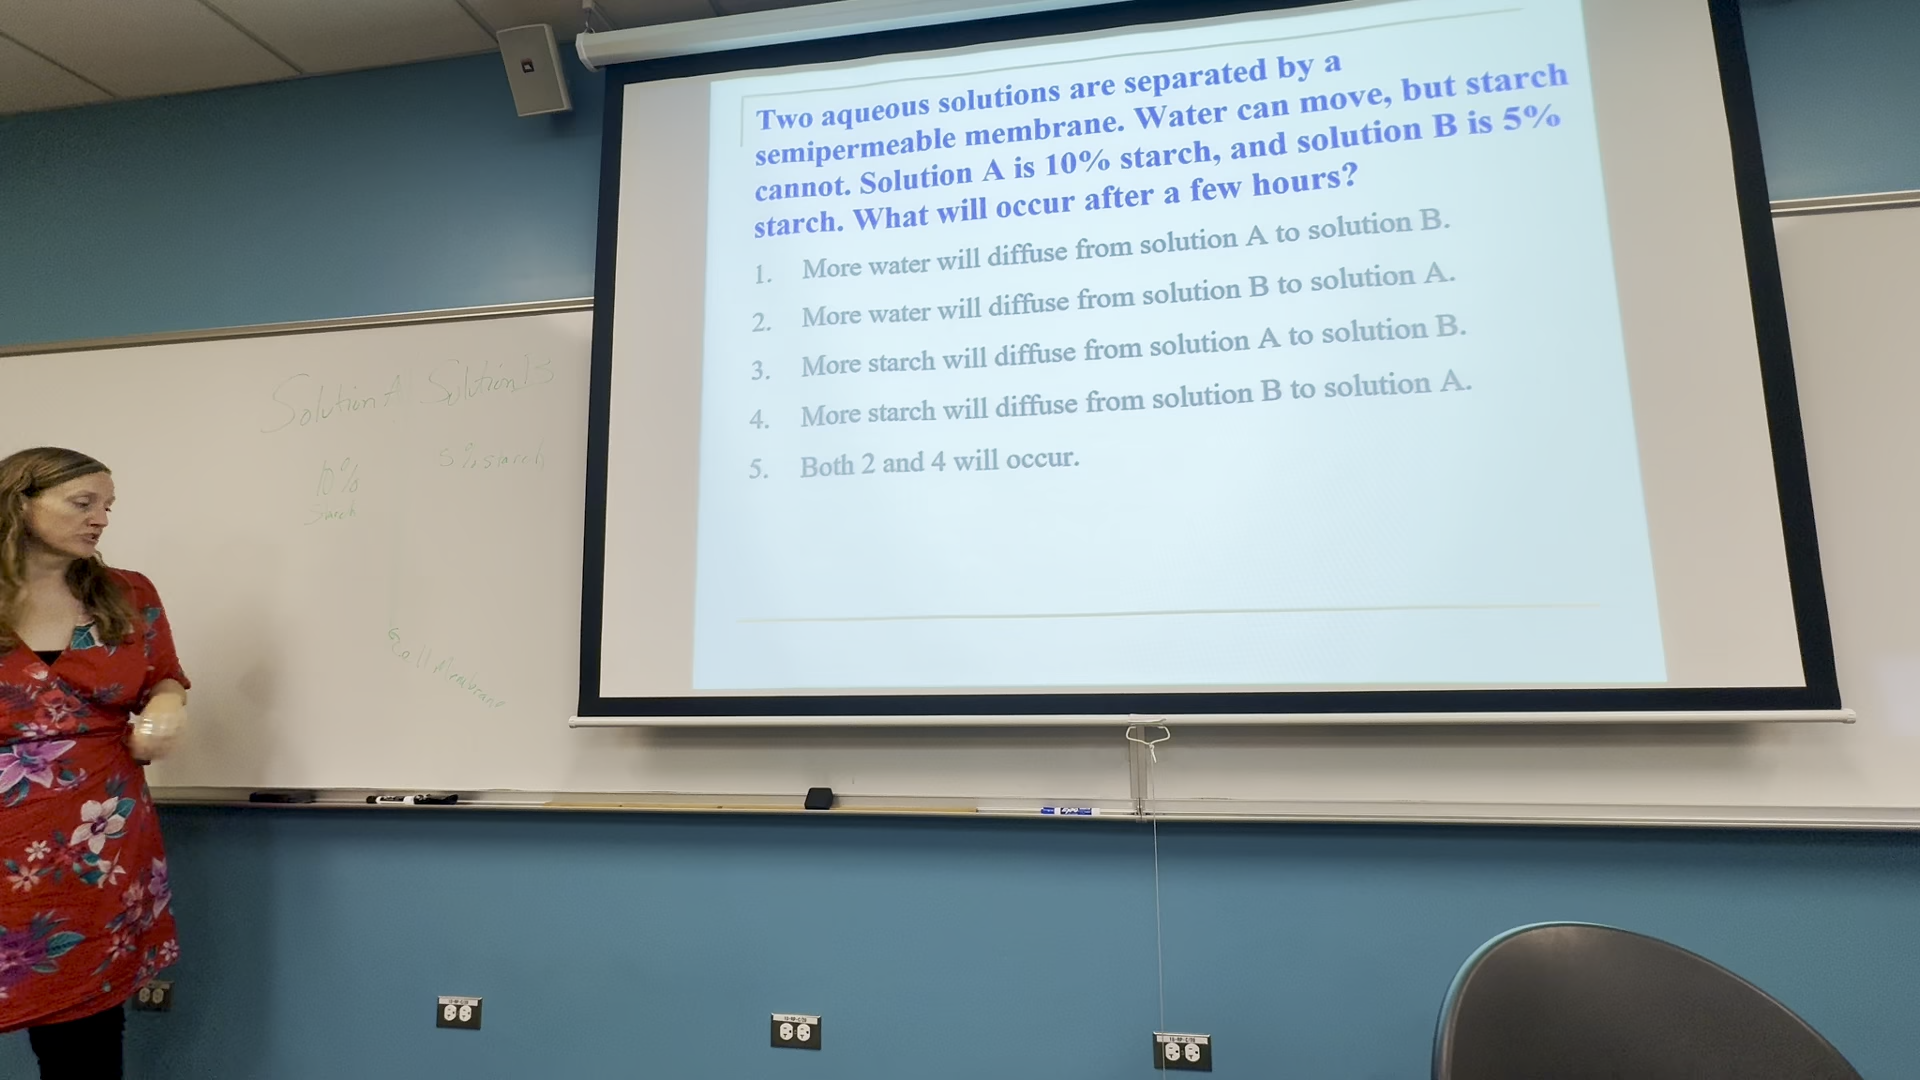 Two aqueous solutions are separated by a
semipermeable membrane. Water can move, but starch
cannot. Solution A is 10% starch, and solution B is 5%
starch. What will occur after a few hours?
1. More water will diffuse from solution A to solution B.
2. More water will diffuse from solution B to solution A.
3. More starch will diffuse from solution A to solution B.
4. More starch will diffuse from solution B to solution A.
5. Both 2 and 4 will occur.
Solution A Solution B
10% 5% starch
Starch
Cell Membrane